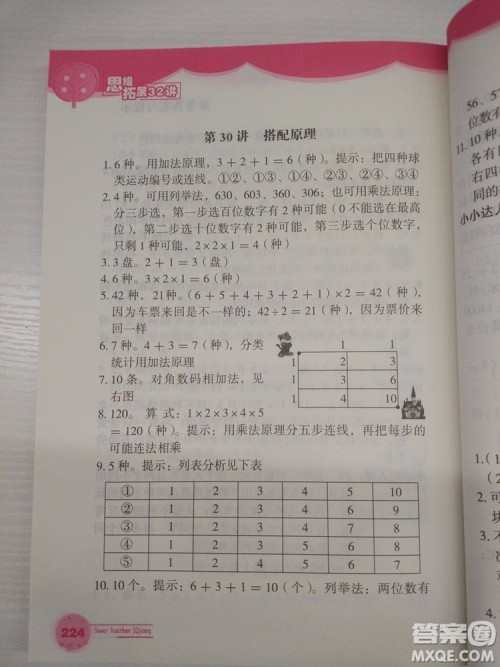 思维
拓展32讲
第 30 讲　搭配原理
1. 6 种。用加法原理，3＋2＋1＝6（种）。提示：把四种球
类运动编号或连线。①②、①③、①④、②③、②④、③④
2. 4 种。可用列举法，630、603、360、306；也可用乘法原理：
分三步选，第一步选百位数字有 2 种可能（0 不能选在最高
位），第二步选十位数字有 2 种可能，第三步选个位数字，
只剩 1 种可能，2×2×1＝4（种）
3. 3 盘。2＋1＝3（盘）
4. 6 种。3×2×1＝6（种）
5. 42 种，21种。（6＋5＋4＋3＋2＋1）×2＝42（种），
因为车票来回是不一样的；42÷2＝21（种），因为票价来
回一样
6. 7 种。4＋3＝7（种），分类
统计用加法原理
7. 10 条。对角数码相加法，见
右图
1 1
1 2 3
1 3 6
1 4 10
8. 120。算式：1×2×3×4×5
＝120（种）。提示：用乘法原理分五步连线，再把每步的
可能连法相乘
9. 5 种。提示：列表分析见下表
① 1 2 3 4 5 10
② 1 2 3 4 6 9
③ 1 2 3 4 7 8
④ 1 2 3 5 6 8
⑤ 1 2 4 5 6 7
10. 10 个。提示：6＋3＋1＝10（个）。列举法：两位数有
224
Siwei Tuozhan 32jiang
56、57
位数有
11. 10 种
各有
右四
同的
小小达人
1.（1
（2
2. 可
块
3. 不
答案圈
MXQE.COM